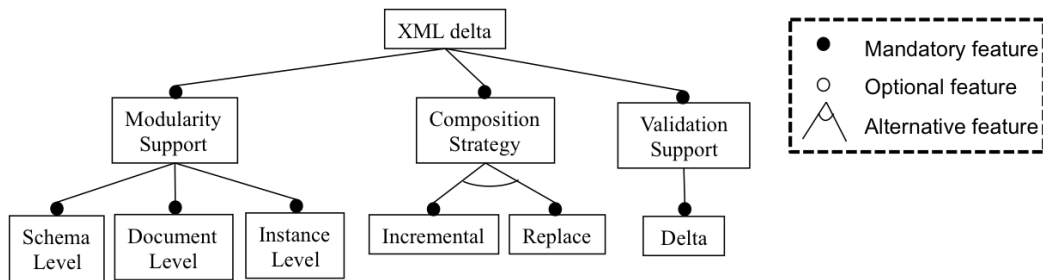 XML delta
Mandatory feature
Optional feature
Alternative feature
Modularity
Support
Composition
Strategy
Validation
Support
Schema
Level
Document
Level
Instance
Level
Incremental
Replace
Delta